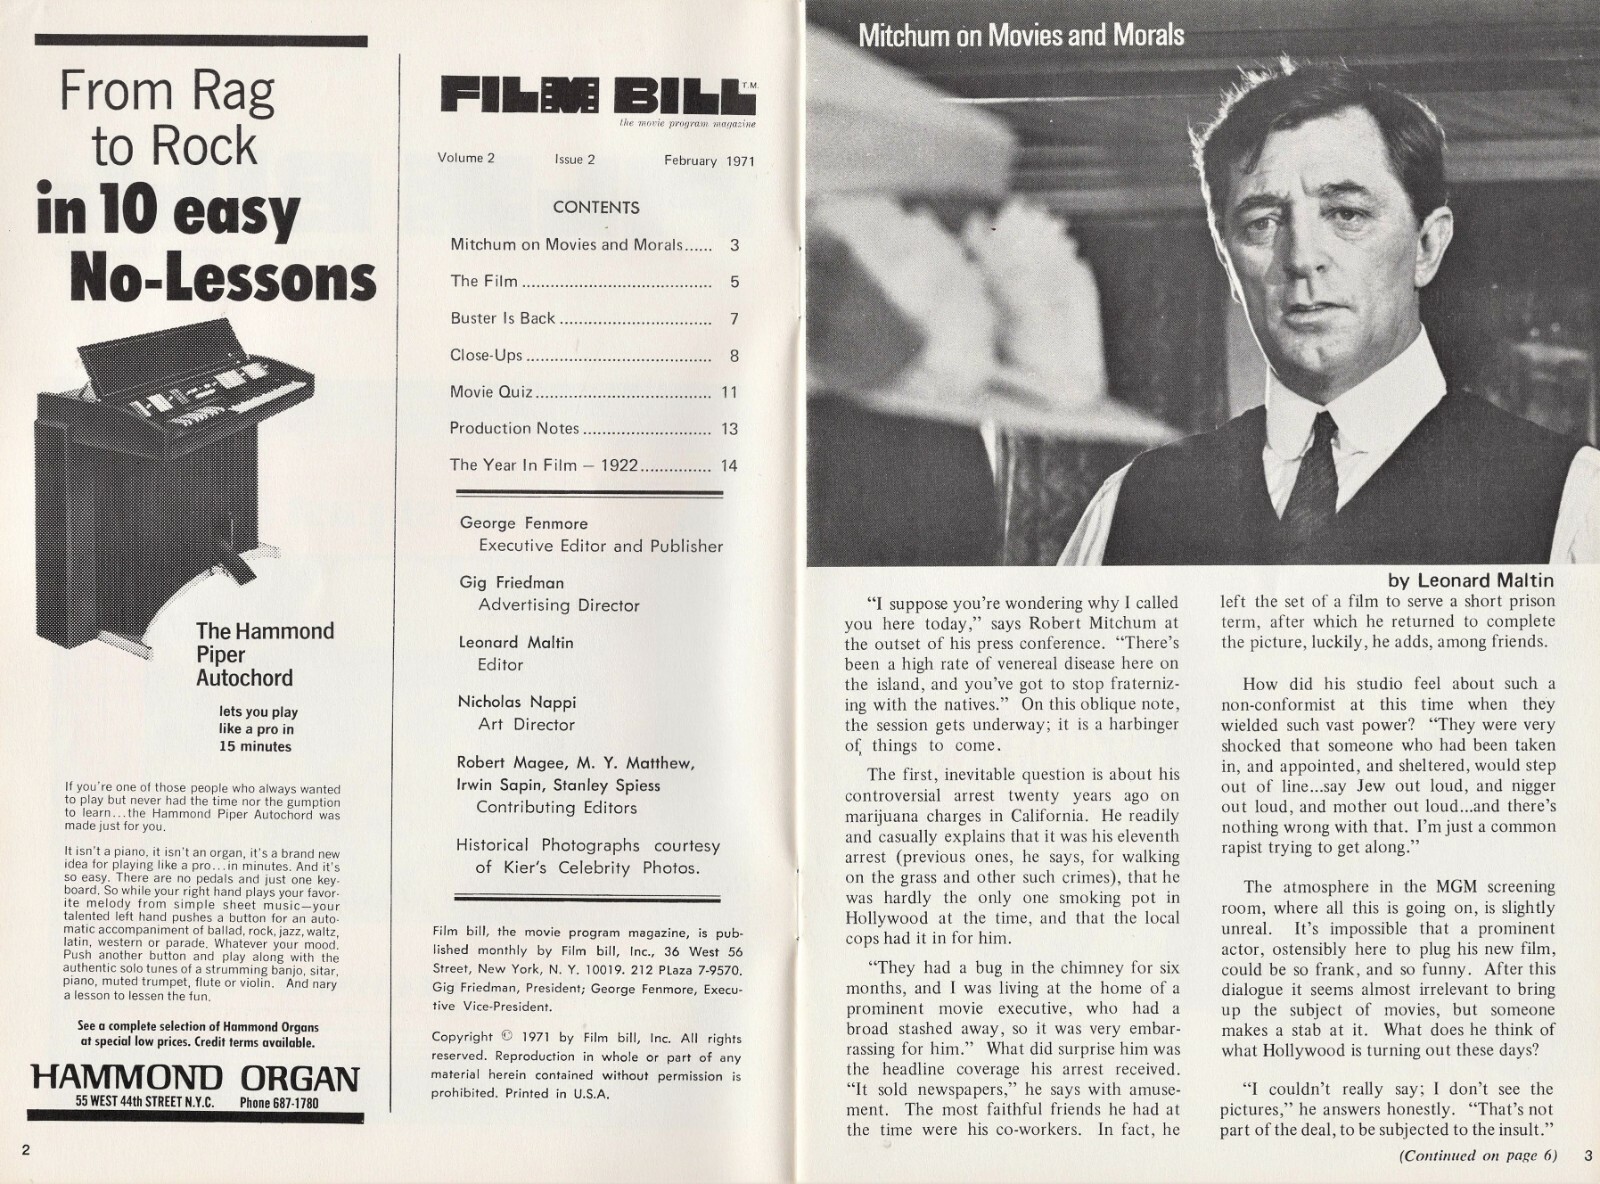 From Rag
to Rock
in 10 easy
No-Lessons
The Hammond
Piper
Autochord
lets you play
like a pro in
15 minutes
If you're one of those people who always wanted
to play but never had the time nor the gumption
to learn...the Hammond Piper Autochord was
made just for you.
It isn't a piano, it isn't an organ, it's a brand new
idea for playing like a pro...in minutes. And it's
so easy. There are no pedals and just one key-
board. So while your right hand plays your favor-
ite melody from simple sheet music—your
talented left hand pushes a button for an auto-
matic accompaniment of ballad, rock, jazz, waltz,
latin, western or parade. Whatever your mood.
Push another button and play along with the
authentic solo tunes of a strumming banjo, sitar,
piano, muted trumpet, flute or violin. And nary
a lesson to lessen the fun.
See a complete selection of Hammond Organs
at special low prices. Credit terms available.
HAMMOND ORGAN
55 WEST 44th STREET N.Y.C. Phone 687-1780
2
FILM BILL T.M.
the movie program magazine
Volume 2 Issue 2 February 1971
CONTENTS
Mitchum on Movies and Morals...... 3
The Film ...................................... 5
Buster Is Back ............................... 7
Close-Ups ..................................... 8
Movie Quiz ................................... 11
Production Notes .......................... 13
The Year In Film — 1922.............. 14
George Fenmore
Executive Editor and Publisher
Gig Friedman
Advertising Director
Leonard Maltin
Editor
Nicholas Nappi
Art Director
Robert Magee, M. Y. Matthew,
Irwin Sapin, Stanley Spiess
Contributing Editors
Historical Photographs courtesy
of Kier's Celebrity Photos.
Film bill, the movie program magazine, is pub-
lished monthly by Film bill, Inc., 36 West 56
Street, New York, N. Y. 10019. 212 PLaza 7-9570.
Gig Friedman, President; George Fenmore, Execu-
tive Vice-President.
Copyright © 1971 by Film bill, Inc. All rights
reserved. Reproduction in whole or part of any
material herein contained without permission is
prohibited. Printed in U.S.A.
Mitchum on Movies and Morals
by Leonard Maltin
"I suppose you're wondering why I called
you here today," says Robert Mitchum at
the outset of his press conference. "There's
been a high rate of venereal disease here on
the island, and you've got to stop fraterniz-
ing with the natives." On this oblique note,
the session gets underway; it is a harbinger
of things to come.
The first, inevitable question is about his
controversial arrest twenty years ago on
marijuana charges in California. He readily
and casually explains that it was his eleventh
arrest (previous ones, he says, for walking
on the grass and other such crimes), that he
was hardly the only one smoking pot in
Hollywood at the time, and that the local
cops had it in for him.
"They had a bug in the chimney for six
months, and I was living at the home of a
prominent movie executive, who had a
broad stashed away, so it was very embar-
rassing for him." What did surprise him was
the headline coverage his arrest received.
"It sold newspapers," he says with amuse-
ment. The most faithful friends he had at
the time were his co-workers. In fact, he
left the set of a film to serve a short prison
term, after which he returned to complete
the picture, luckily, he adds, among friends.
How did his studio feel about such a
non-conformist at this time when they
wielded such vast power? "They were very
shocked that someone who had been taken
in, and appointed, and sheltered, would step
out of line...say Jew out loud, and nigger
out loud, and mother out loud...and there's
nothing wrong with that. I'm just a common
rapist trying to get along."
The atmosphere in the MGM screening
room, where all this is going on, is slightly
unreal. It's impossible that a prominent
actor, ostensibly here to plug his new film,
could be so frank, and so funny. After this
dialogue it seems almost irrelevant to bring
up the subject of movies, but someone
makes a stab at it. What does he think of
what Hollywood is turning out these days?
"I couldn't really say; I don't see the
pictures," he answers honestly. "That's not
part of the deal, to be subjected to the insult."
(Continued on page 6) 3